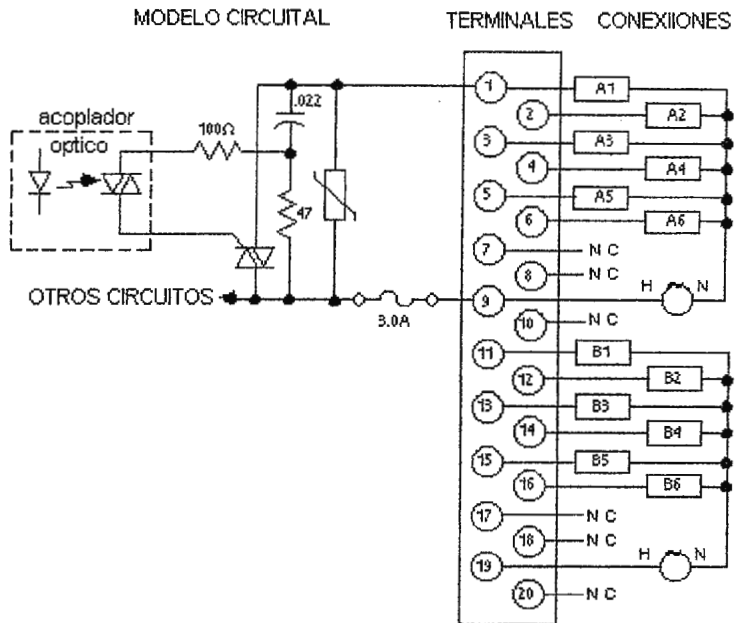 MODELO CIRCUITAL
TERMINALES
CONEXIIONES
acoplador
optico
100Ω
.022
47
OTROS CIRCUITOS
3.0A
1
A1
2
A2
3
A3
4
A4
5
A5
6
A6
7
N C
8
N C
9
H
N
10
N C
11
B1
12
B2
13
B3
14
B4
15
B5
16
B6
17
N C
18
N C
19
H
N
20
N C